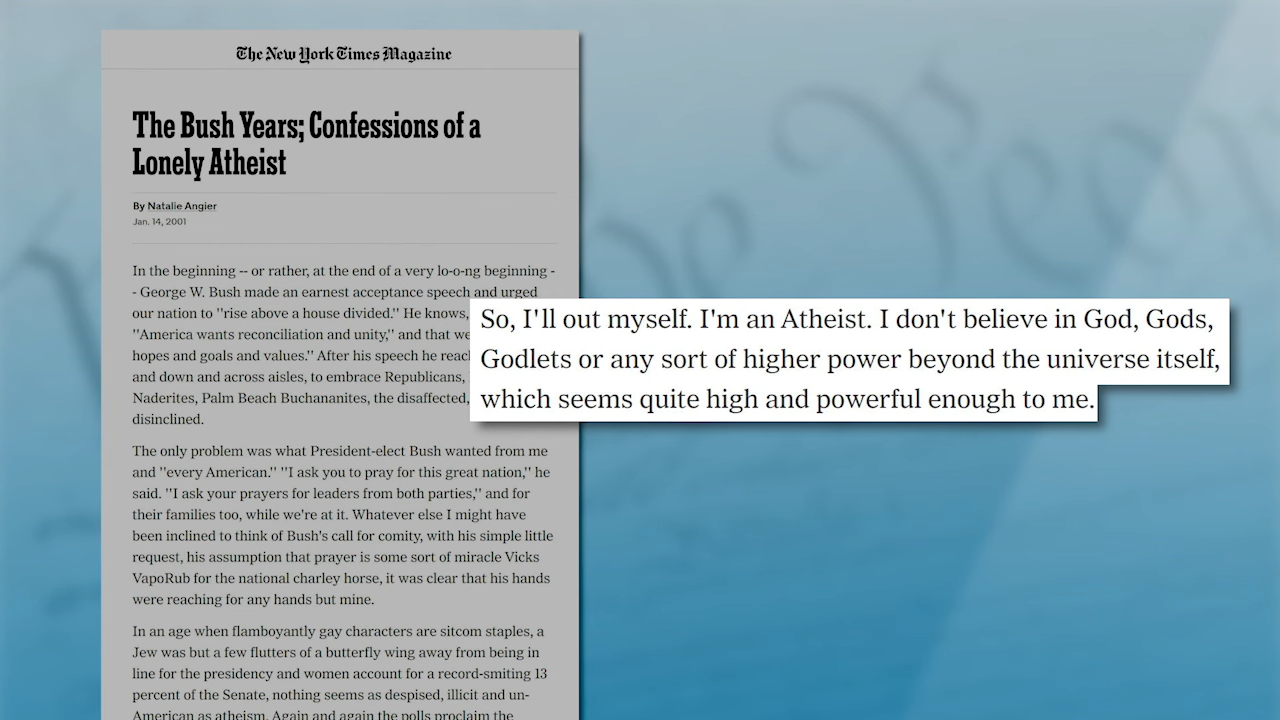 The New York Times Magazine
The Bush Years; Confessions of a
Lonely Atheist
By Natalie Angier
Jan. 14, 2001
In the beginning -- or rather, at the end of a very lo-o-ng beginning -
- George W. Bush made an earnest acceptance speech and urged
our nation to ''rise above a house divided.'' He knows,
''America wants reconciliation and unity,'' and that we
hopes and goals and values.'' After his speech he
and down and across aisles, to embrace Republicans,
Naderites, Palm Beach Buchananites, the disaffected,
disinclined.
So, I'll out myself. I'm an Atheist. I don't believe in God, Gods,
Godlets or any sort of higher power beyond the universe itself,
which seems quite high and powerful enough to me.
The only problem was what President-elect Bush wanted from me
and ''every American.'' ''I ask you to pray for this great nation,'' he
said. ''I ask your prayers for leaders from both parties,'' and for
their families too, while we're at it. Whatever else I might have
been inclined to think of Bush's call for comity, with his simple little
request, his assumption that prayer is some sort of miracle Vicks
VapoRub for the national charley horse, it was clear that his hands
were reaching for any hands but mine.
In an age when flamboyantly gay characters are sitcom staples, a
Jew was but a few flutters of a butterfly wing away from being in
line for the presidency and women account for a record-smiting 13
percent of the Senate, nothing seems as despised, illicit and un-
American as atheism. Again and again the polls proclaim the